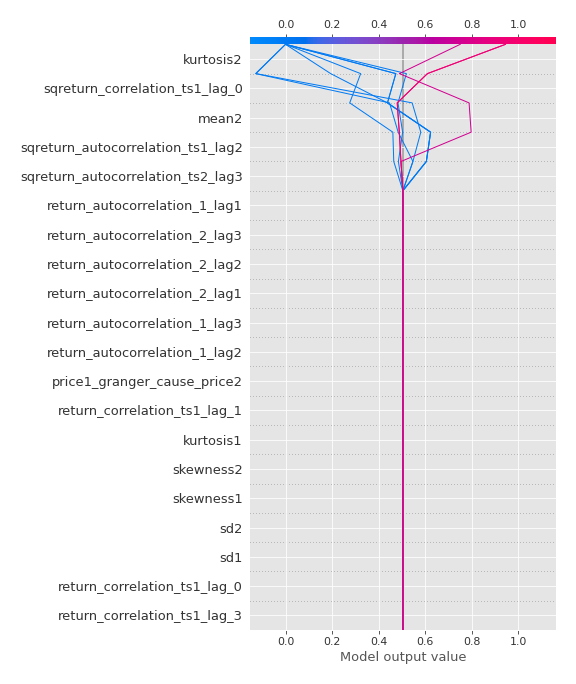 0.0 0.2 0.4 0.6 0.8 1.0
kurtosis2
sqreturn_correlation_ts1_lag_0
mean2
sqreturn_autocorrelation_ts1_lag2
sqreturn_autocorrelation_ts2_lag3
return_autocorrelation_1_lag1
return_autocorrelation_2_lag3
return_autocorrelation_2_lag2
return_autocorrelation_2_lag1
return_autocorrelation_1_lag3
return_autocorrelation_1_lag2
price1_granger_cause_price2
return_correlation_ts1_lag_1
kurtosis1
skewness2
skewness1
sd2
sd1
return_correlation_ts1_lag_0
return_correlation_ts1_lag_3
0.0 0.2 0.4 0.6 0.8 1.0
Model output value